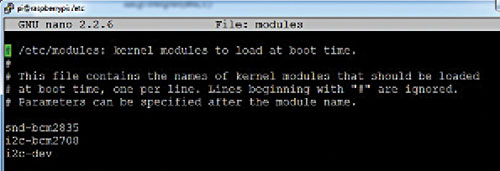 pi@raspberrypi: /etc
GNU nano 2.2.6 File: modules
# /etc/modules: kernel modules to load at boot time.
#
# This file contains the names of kernel modules that should be loaded
# at boot time, one per line. Lines beginning with "#" are ignored.
# Parameters can be specified after the module name.
snd-bcm2835
i2c-bcm2708
i2c-dev